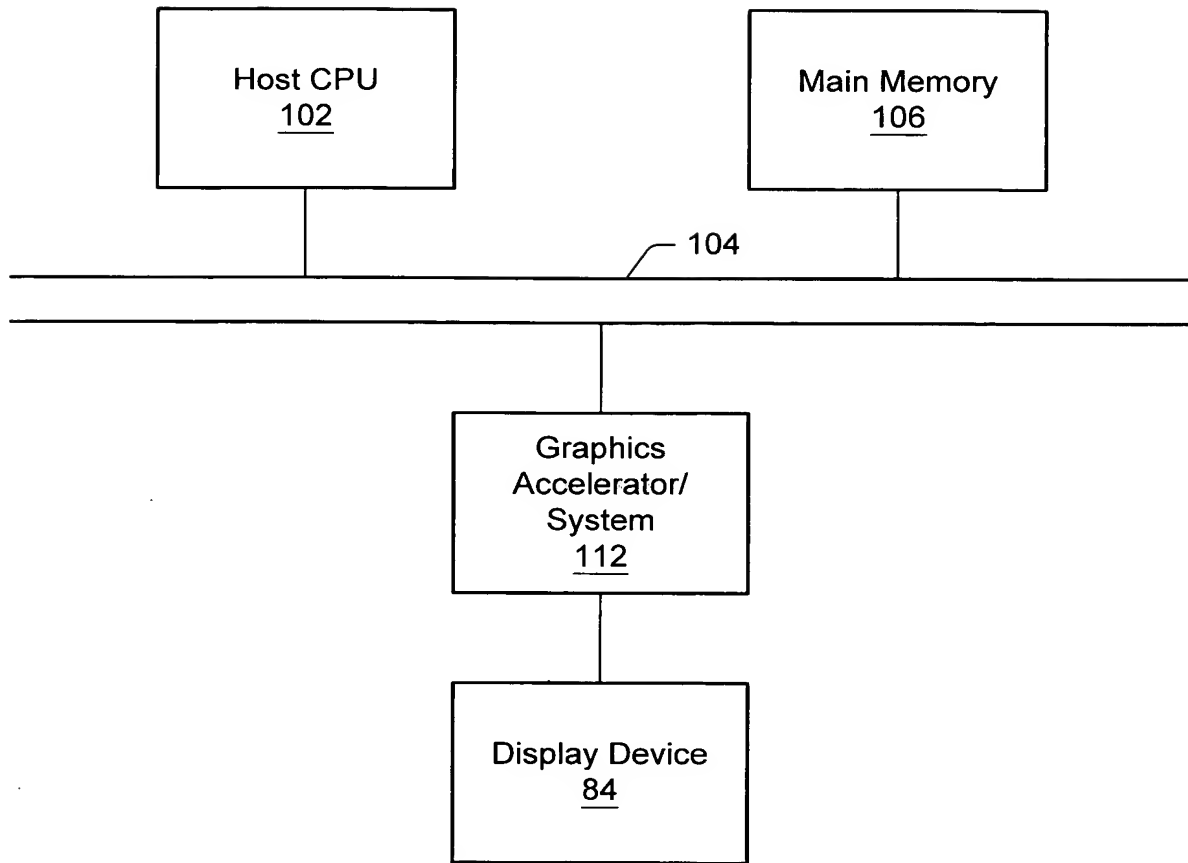 Host CPU
102
Main Memory
106
104
Graphics
Accelerator/
System
112
Display Device
84